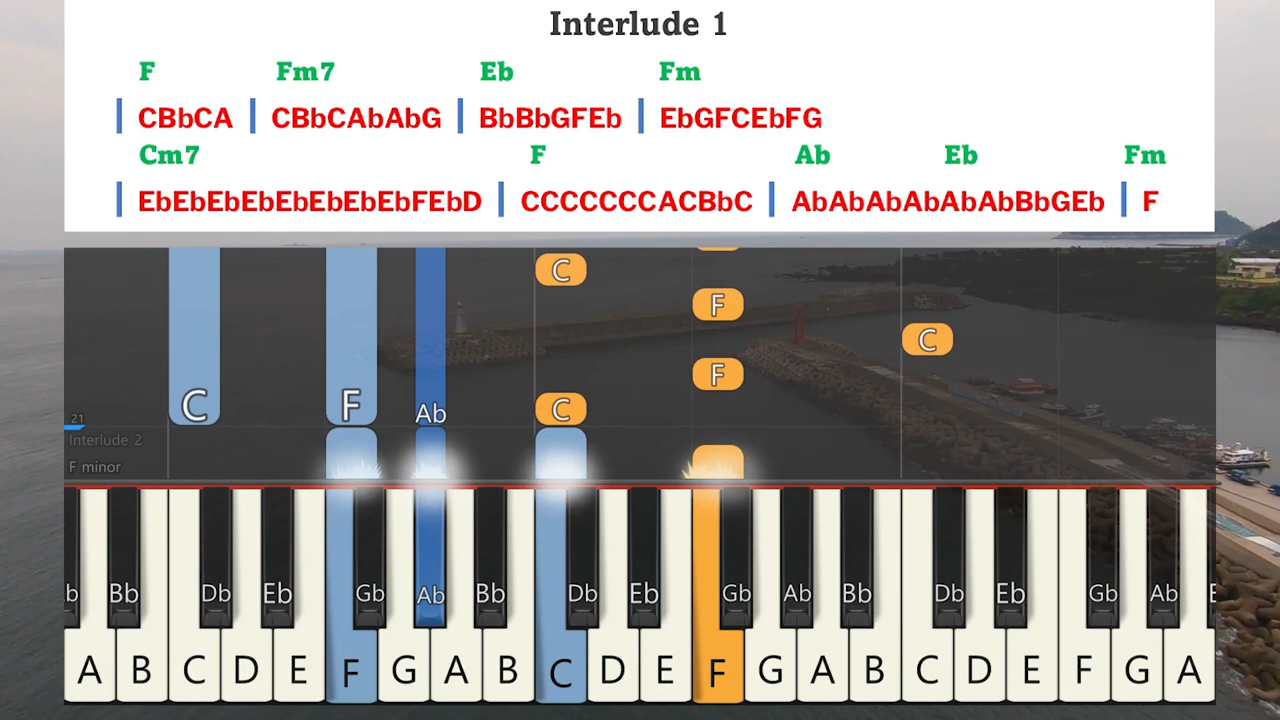 Interlude 1
F Fm7 Eb Fm
| CBbCA | CBbCAbAbG | BbBbGFEb | EbGFCEbFG
Cm7 F Ab Eb Fm
| EbEbEbEbEbEbEbEbFEbD | CCCCCCCACBbC | AbAbAbAbAbAbBbGEb | F
C
F
C
F
C F Ab C
21
Interlude 2
F minor
b Bb Db Eb Gb Ab Bb Db Eb Gb Ab Bb Db Eb Gb Ab E
A B C D E F G A B C D E F G A B C D E F G A